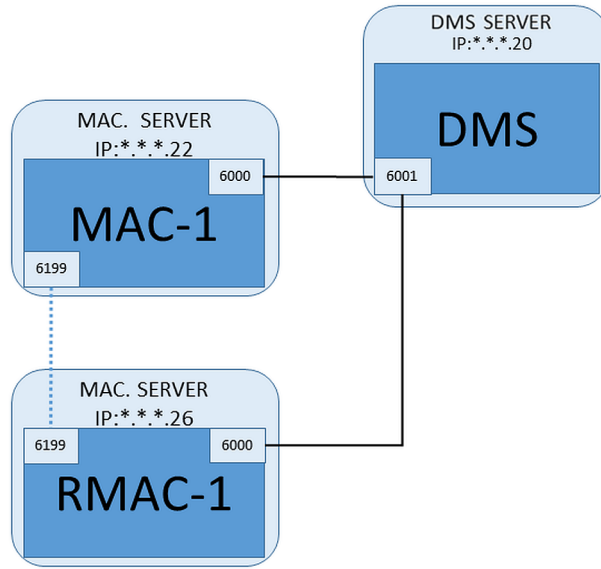 DMS SERVER
IP:*.*.*.20
DMS
6001
MAC. SERVER
IP:*.*.*.22
6000
MAC-1
6199
MAC. SERVER
IP:*.*.*.26
6199
6000
RMAC-1